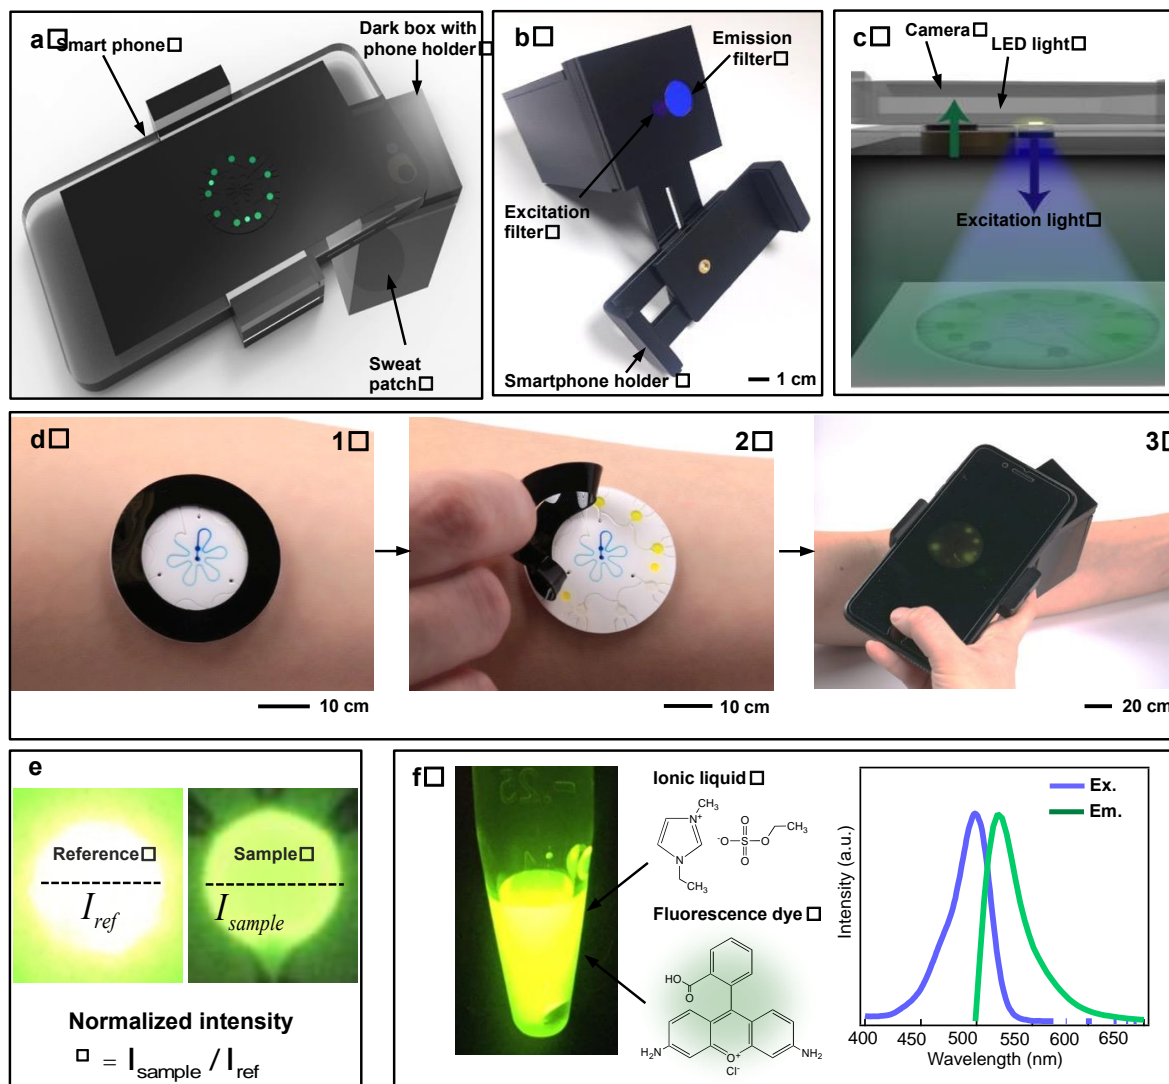 a□
Smart phone□
Dark box with
phone holder□
Sweat
patch□
b□
Emission
filter□
Excitation
filter□
Smartphone holder □
1 cm
c□
Camera□
LED light□
Excitation light□
d□
1□
2□
3□
10 cm
10 cm
20 cm
e
Reference□
Sample□
I_ref
I_sample
Normalized intensity
□ = I_sample / I_ref
f□
Ionic liquid□
CH₃
N⁺
N
CH₃
O
⁻O S O
O
CH₃
Fluorescence dye□
HO
O
H₂N
O⁺
NH₂
Cl⁻
Ex.
Em.
Intensity (a.u.)
400 450 500 550 600 650
Wavelength (nm)